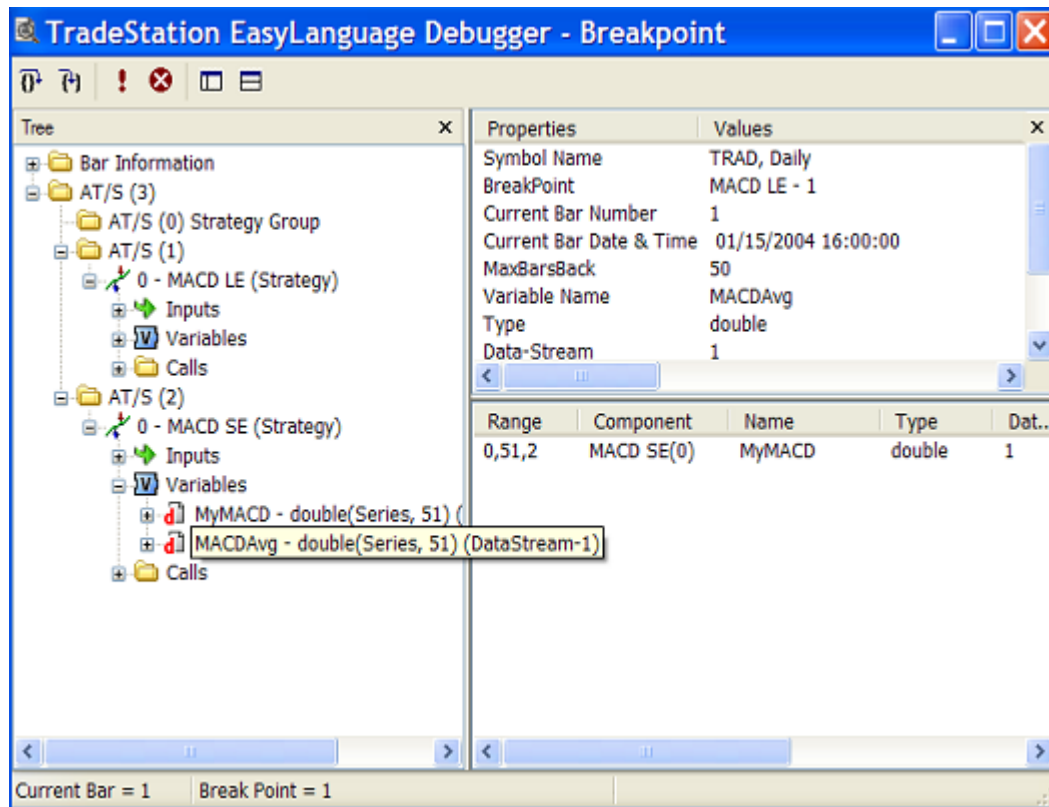 TradeStation EasyLanguage Debugger - Breakpoint
Tree
Bar Information
AT/S (3)
AT/S (0) Strategy Group
AT/S (1)
0 - MACD LE (Strategy)
Inputs
Variables
Calls
AT/S (2)
0 - MACD SE (Strategy)
Inputs
Variables
MyMACD - double(Series, 51) (
MACDAvg - double(Series, 51) (DataStream-1)
Calls
Properties Values
Symbol Name TRAD, Daily
BreakPoint MACD LE - 1
Current Bar Number 1
Current Bar Date & Time 01/15/2004 16:00:00
MaxBarsBack 50
Variable Name MACDAvg
Type double
Data-Stream 1
Range Component Name Type Dat..
0,51,2 MACD SE(0) MyMACD double 1
Current Bar = 1 Break Point = 1